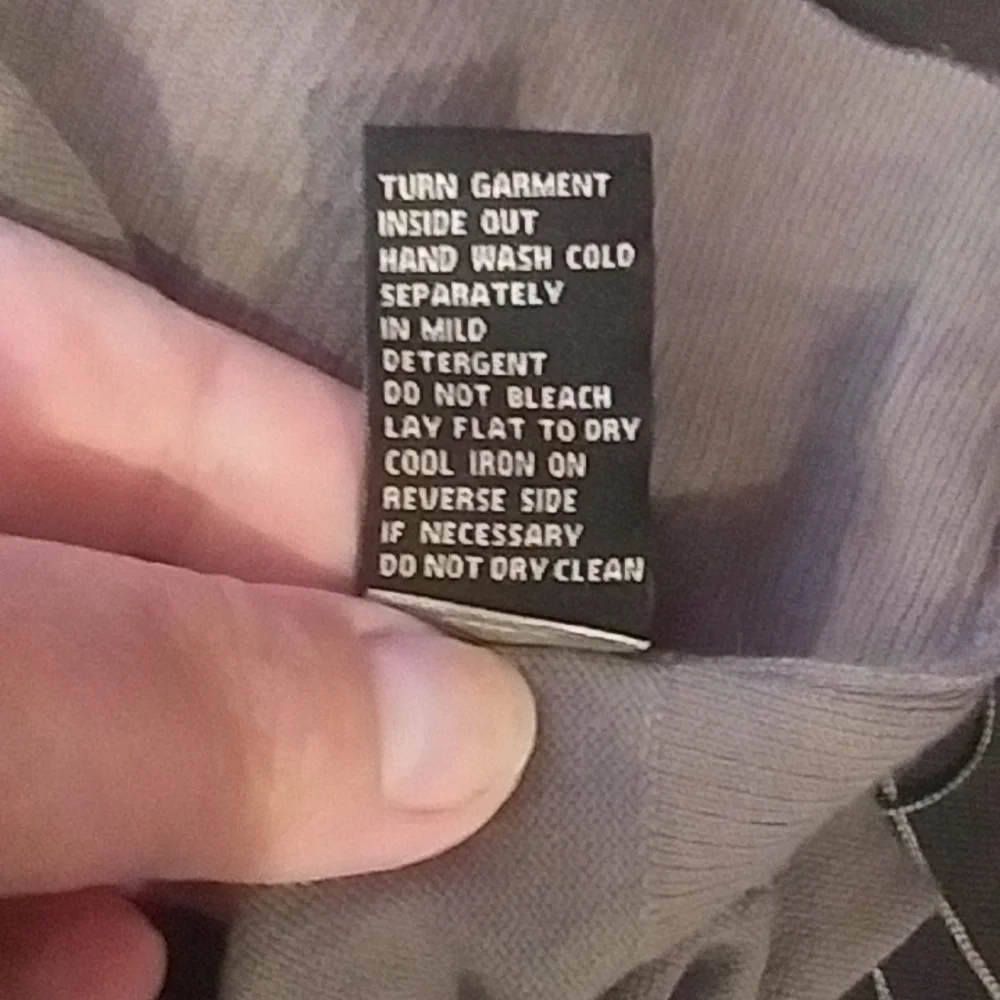 TURN GARMENT
INSIDE OUT
HAND WASH COLD
SEPARATELY
IN MILD
DETERGENT
DO NOT BLEACH
LAY FLAT TO DRY
COOL IRON ON
REVERSE SIDE
IF NECESSARY
DO NOT DRY CLEAN